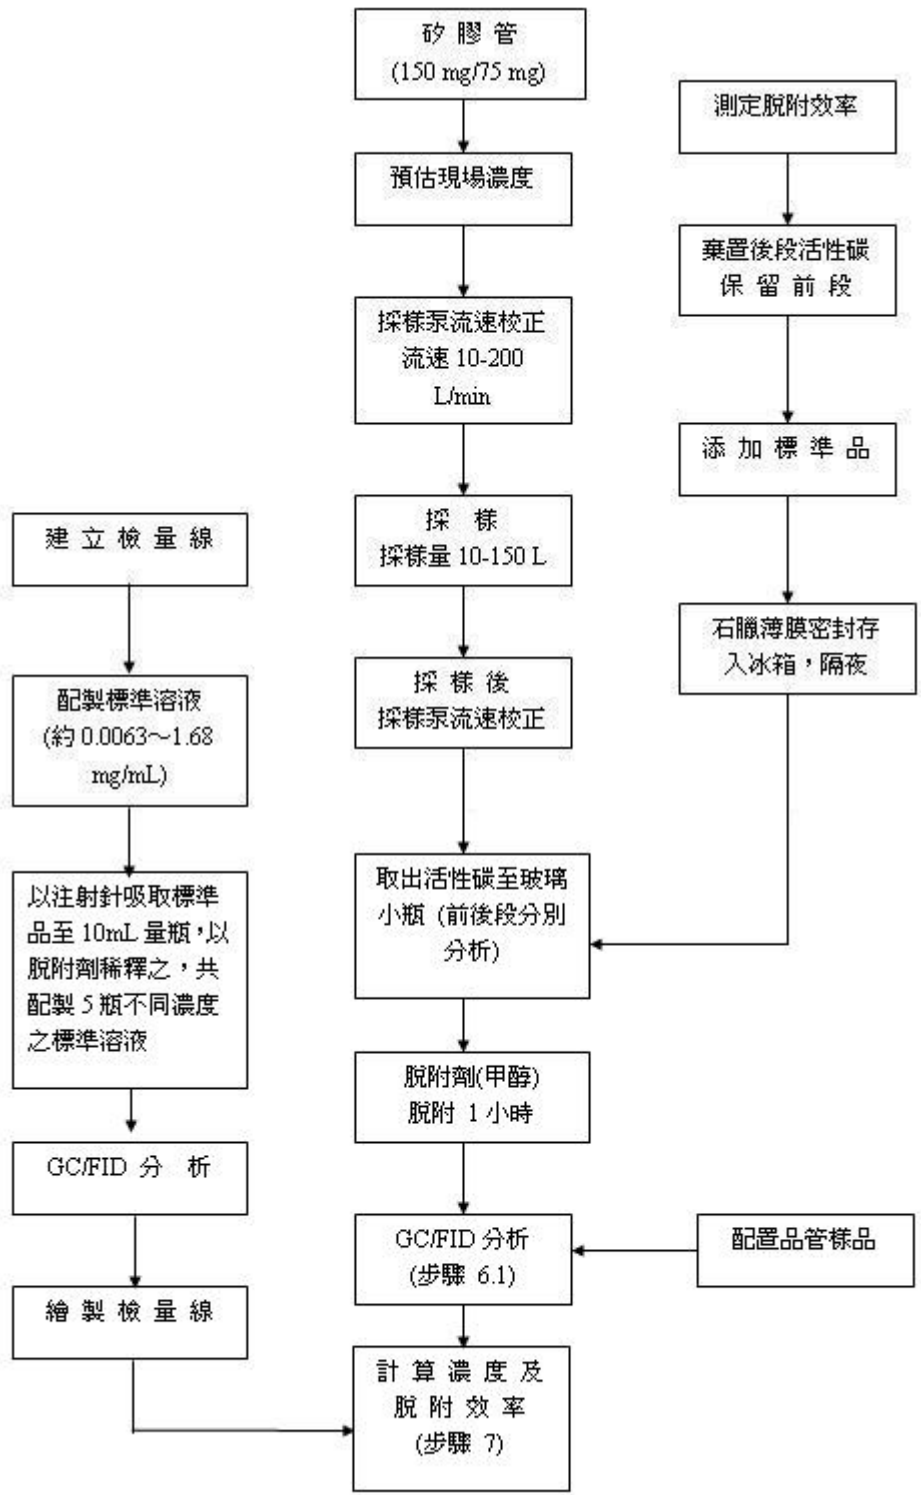 矽 膠 管
(150 mg/75 mg)
預估現場濃度
採樣泵流速校正
流速 10-200
L/min
採 樣
採樣量 10-150 L
採 樣 後
採樣泵流速校正
取出活性碳至玻璃
小瓶 (前後段分別
分析)
脫附劑(甲醇)
脫附 1 小時
GC/FID 分析
(步驟 6.1)
計 算 濃 度 及
脫 附 效 率
(步驟 7)
測定脫附效率
棄置後段活性碳
保 留 前 段
添 加 標 準 品
石臘薄膜密封存
入冰箱，隔夜
配置品管樣品
建 立 檢 量 線
配製標準溶液
(約 0.0063～1.68
mg/mL)
以注射針吸取標準
品至 10mL 量瓶，以
脫附劑稀釋之，共
配製 5 瓶不同濃度
之標準溶液
GC/FID 分 析
繪 製 檢 量 線